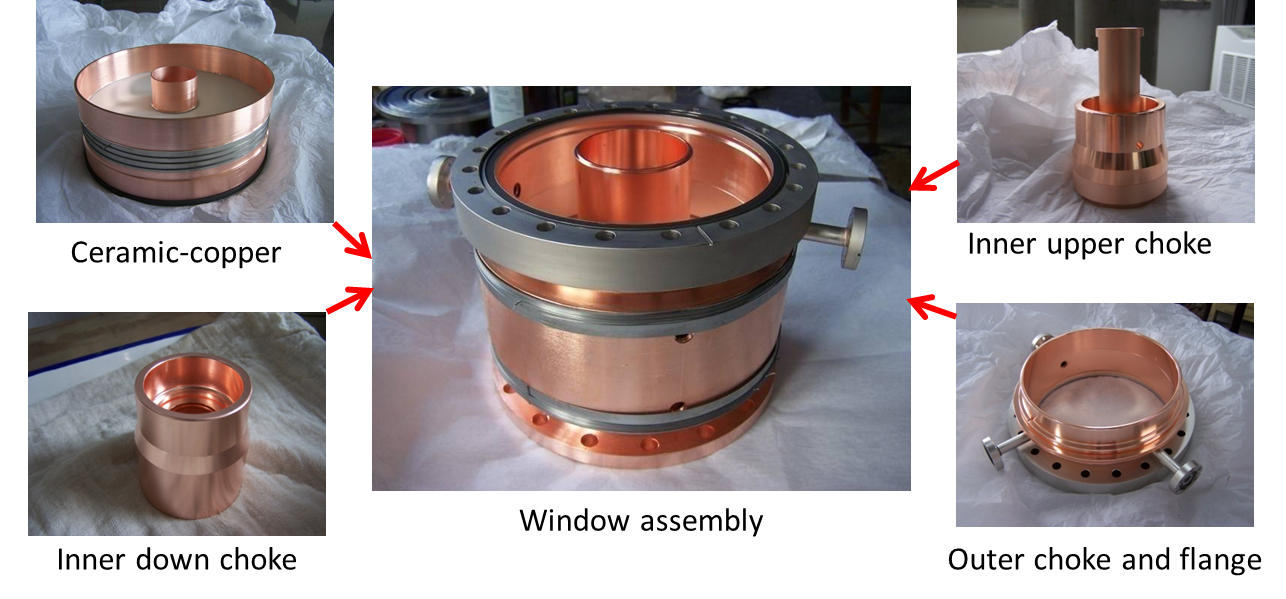 Ceramic-copper
Inner upper choke
Window assembly
Inner down choke
Outer choke and flange